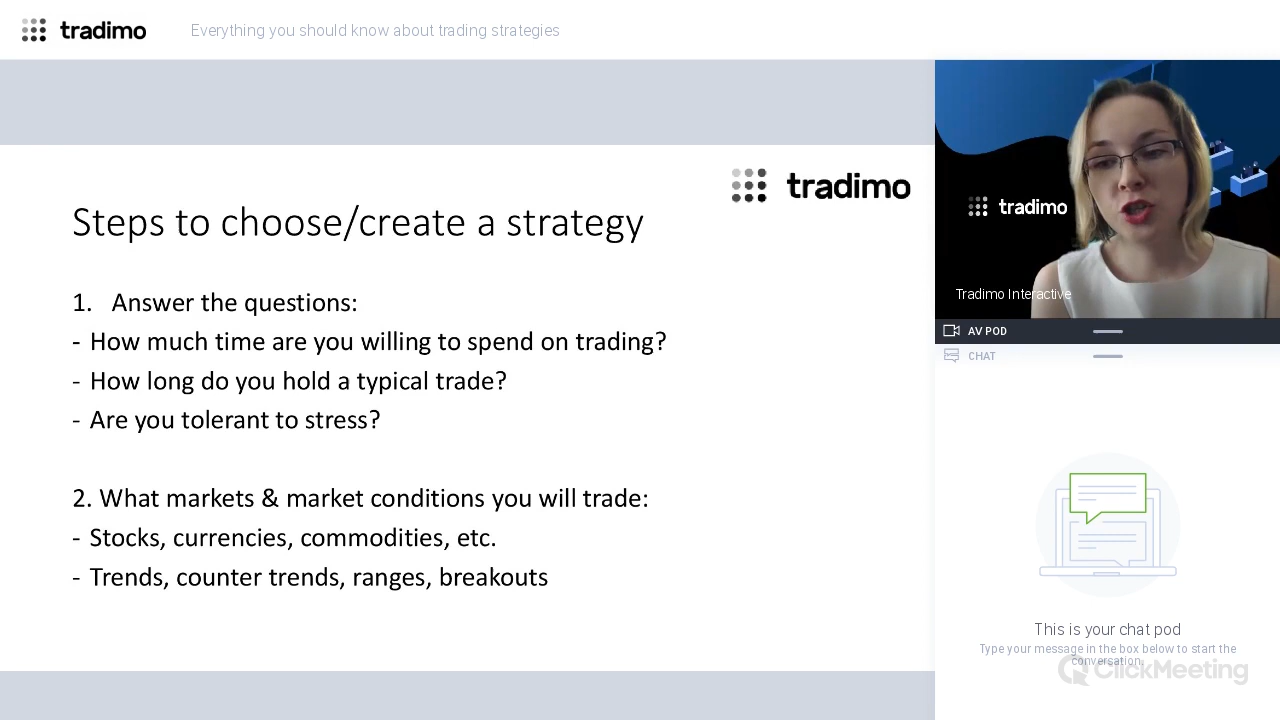 tradimo
Everything you should know about trading strategies
tradimo
Steps to choose/create a strategy
1. Answer the questions:
- How much time are you willing to spend on trading?
- How long do you hold a typical trade?
- Are you tolerant to stress?
2. What markets & market conditions you will trade:
- Stocks, currencies, commodities, etc.
- Trends, counter trends, ranges, breakouts
tradimo
Tradimo Interactive
AV POD
CHAT
This is your chat pod
Type your message in the box below to start the
conversation.
ClickMeeting